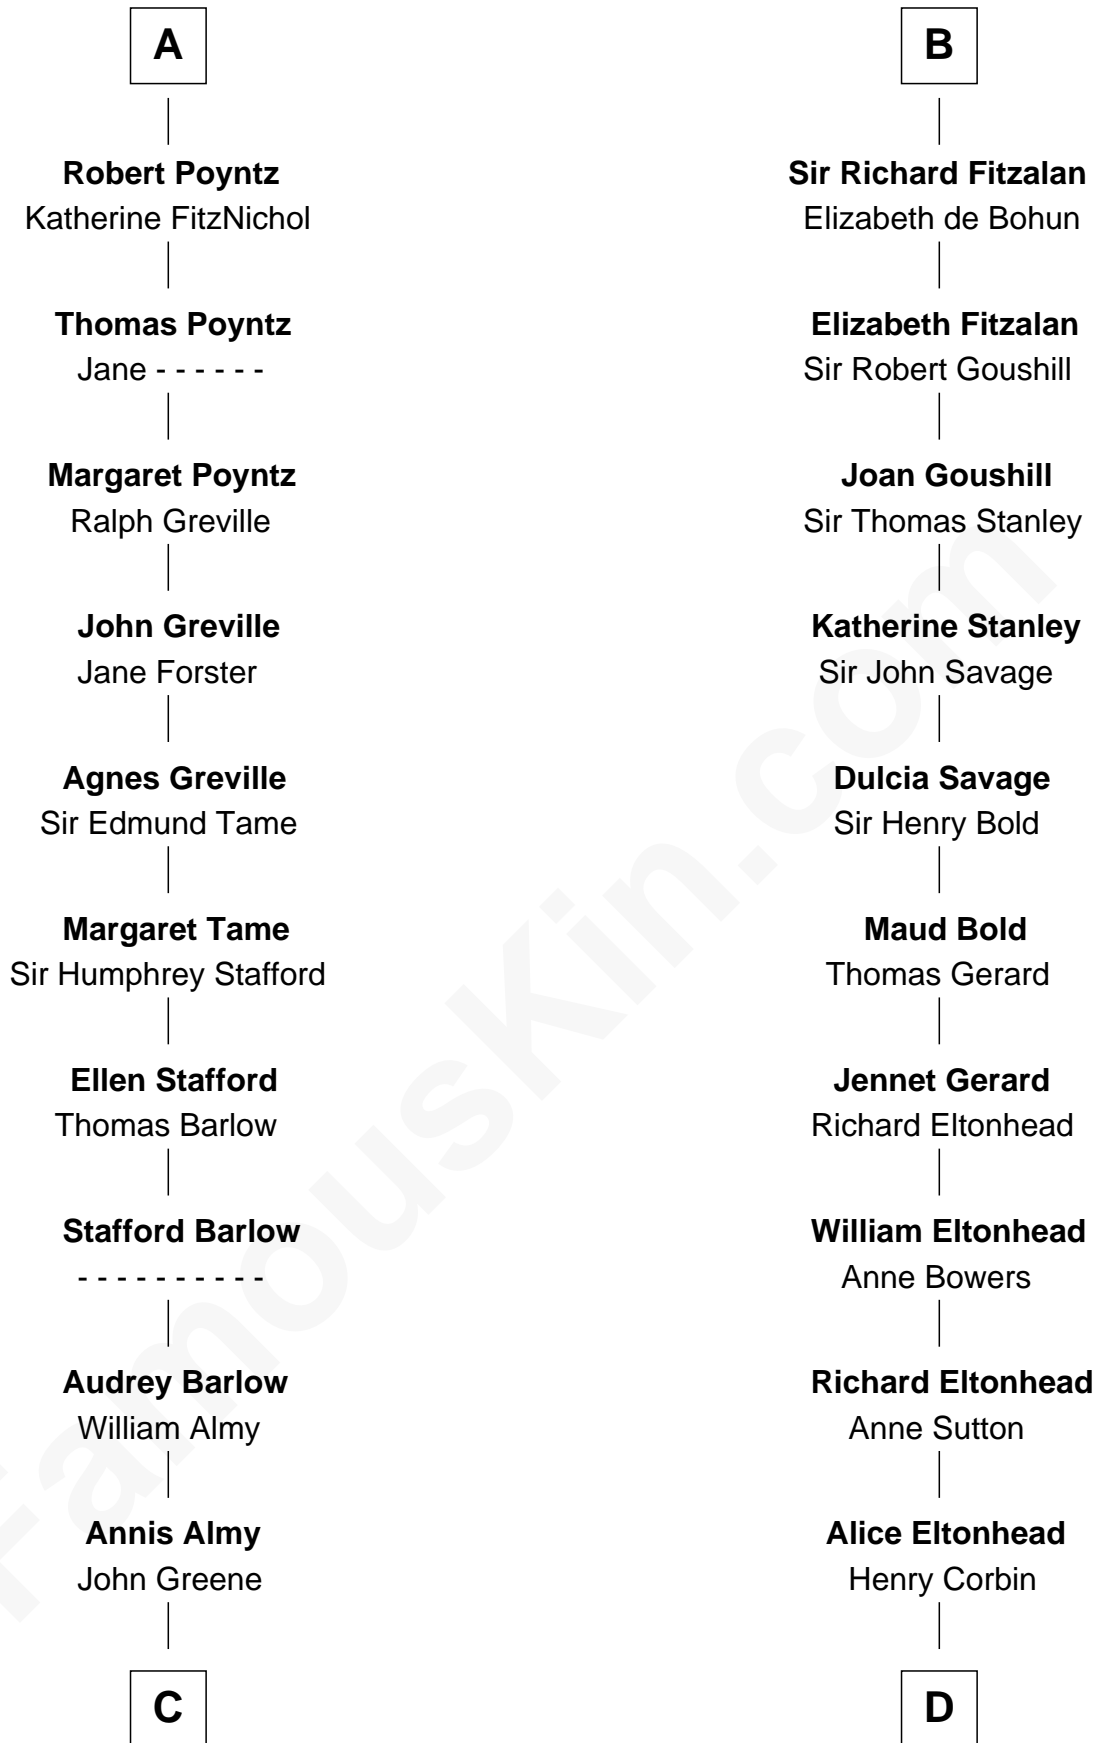 A
Robert Poyntz
Katherine FitzNichol
Thomas Poyntz
Jane - - - - - -
Margaret Poyntz
Ralph Greville
John Greville
Jane Forster
Agnes Greville
Sir Edmund Tame
Margaret Tame
Sir Humphrey Stafford
Ellen Stafford
Thomas Barlow
Stafford Barlow
- - - - - - - - - -
Audrey Barlow
William Almy
Annis Almy
John Greene
C
B
Sir Richard Fitzalan
Elizabeth de Bohun
Elizabeth Fitzalan
Sir Robert Goushill
Joan Goushill
Sir Thomas Stanley
Katherine Stanley
Sir John Savage
Dulcia Savage
Sir Henry Bold
Maud Bold
Thomas Gerard
Jennet Gerard
Richard Eltonhead
William Eltonhead
Anne Bowers
Richard Eltonhead
Anne Sutton
Alice Eltonhead
Henry Corbin
D
FamousKin.com